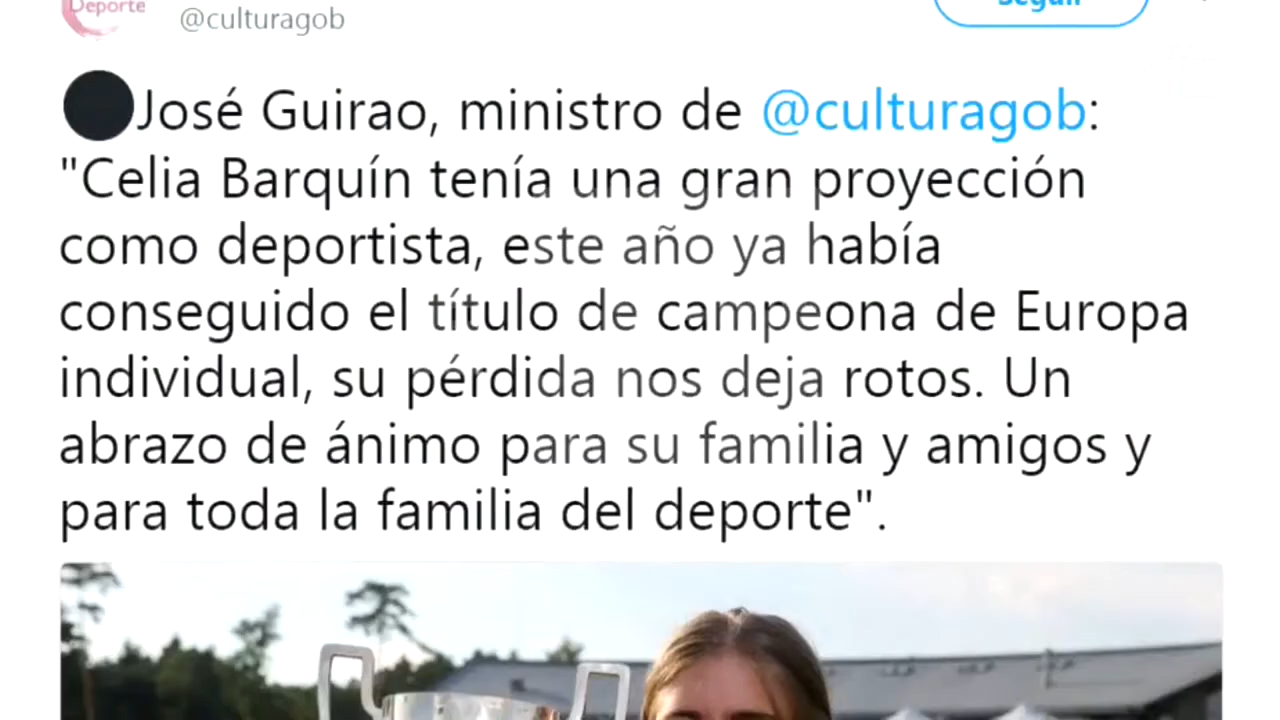 Deporte
@culturagob
Seguir
José Guirao, ministro de @culturagob:
"Celia Barquín tenía una gran proyección
como deportista, este año ya había
conseguido el título de campeona de Europa
individual, su pérdida nos deja rotos. Un
abrazo de ánimo para su familia y amigos y
para toda la familia del deporte".